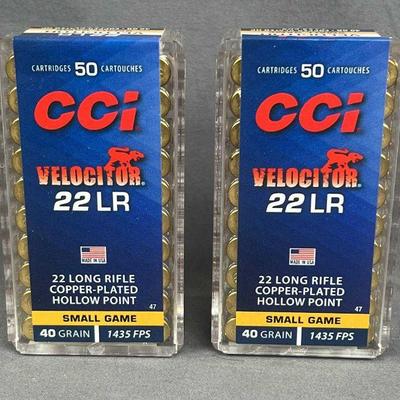 CARTRIDGES 50 CARTOUCHES
CCi
VELOCITOR®
22 LR
MADE IN USA
22 LONG RIFLE
COPPER-PLATED
HOLLOW POINT
47
SMALL GAME
40 GRAIN 1435 FPS
CARTRIDGES 50 CARTOUCHES
CCi
VELOCITOR®
22 LR
MADE IN USA
22 LONG RIFLE
COPPER-PLATED
HOLLOW POINT
47
SMALL GAME
40 GRAIN 1435 FPS